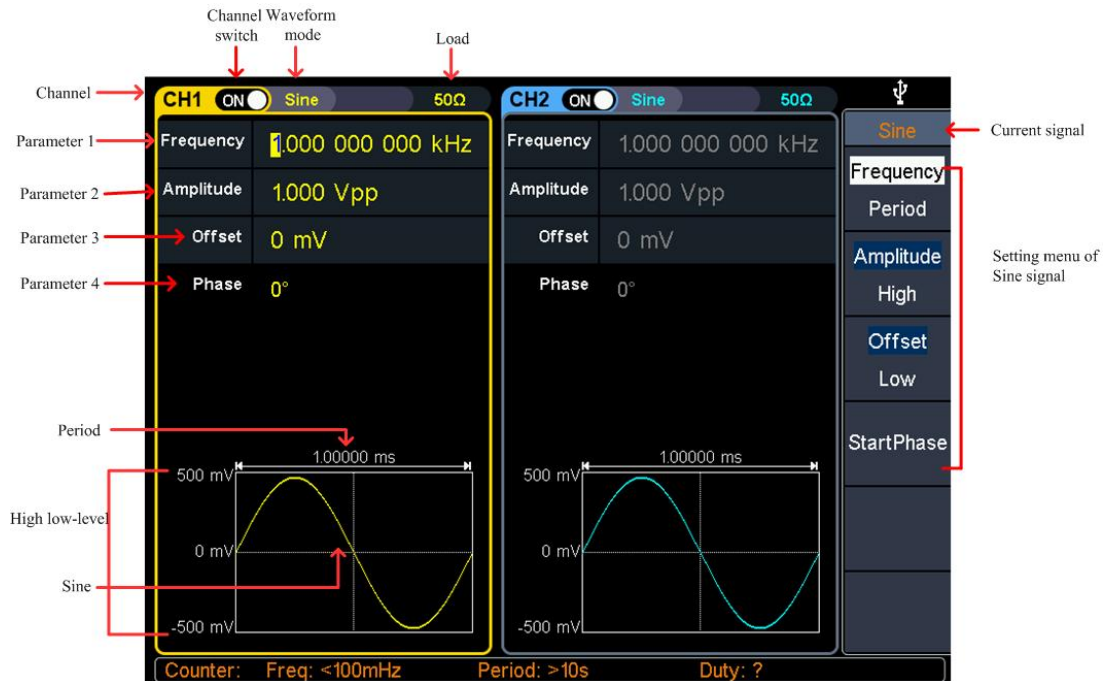 Channel Waveform
switch mode
Load
Channel
CH1 ON Sine 50Ω
CH2 ON Sine 50Ω
Parameter 1
Frequency 1.000 000 000 kHz
Frequency 1.000 000 000 kHz
Sine
Current signal
Parameter 2
Amplitude 1.000 Vpp
Amplitude 1.000 Vpp
Frequency
Period
Parameter 3
Offset 0 mV
Offset 0 mV
Amplitude
High
Setting menu of
Sine signal
Parameter 4
Phase 0°
Phase 0°
Offset
Low
StartPhase
Period
1.00000 ms
1.00000 ms
500 mV
500 mV
High low-level
0 mV
0 mV
Sine
-500 mV
-500 mV
Counter: Freq: <100mHz Period: >10s Duty: ?